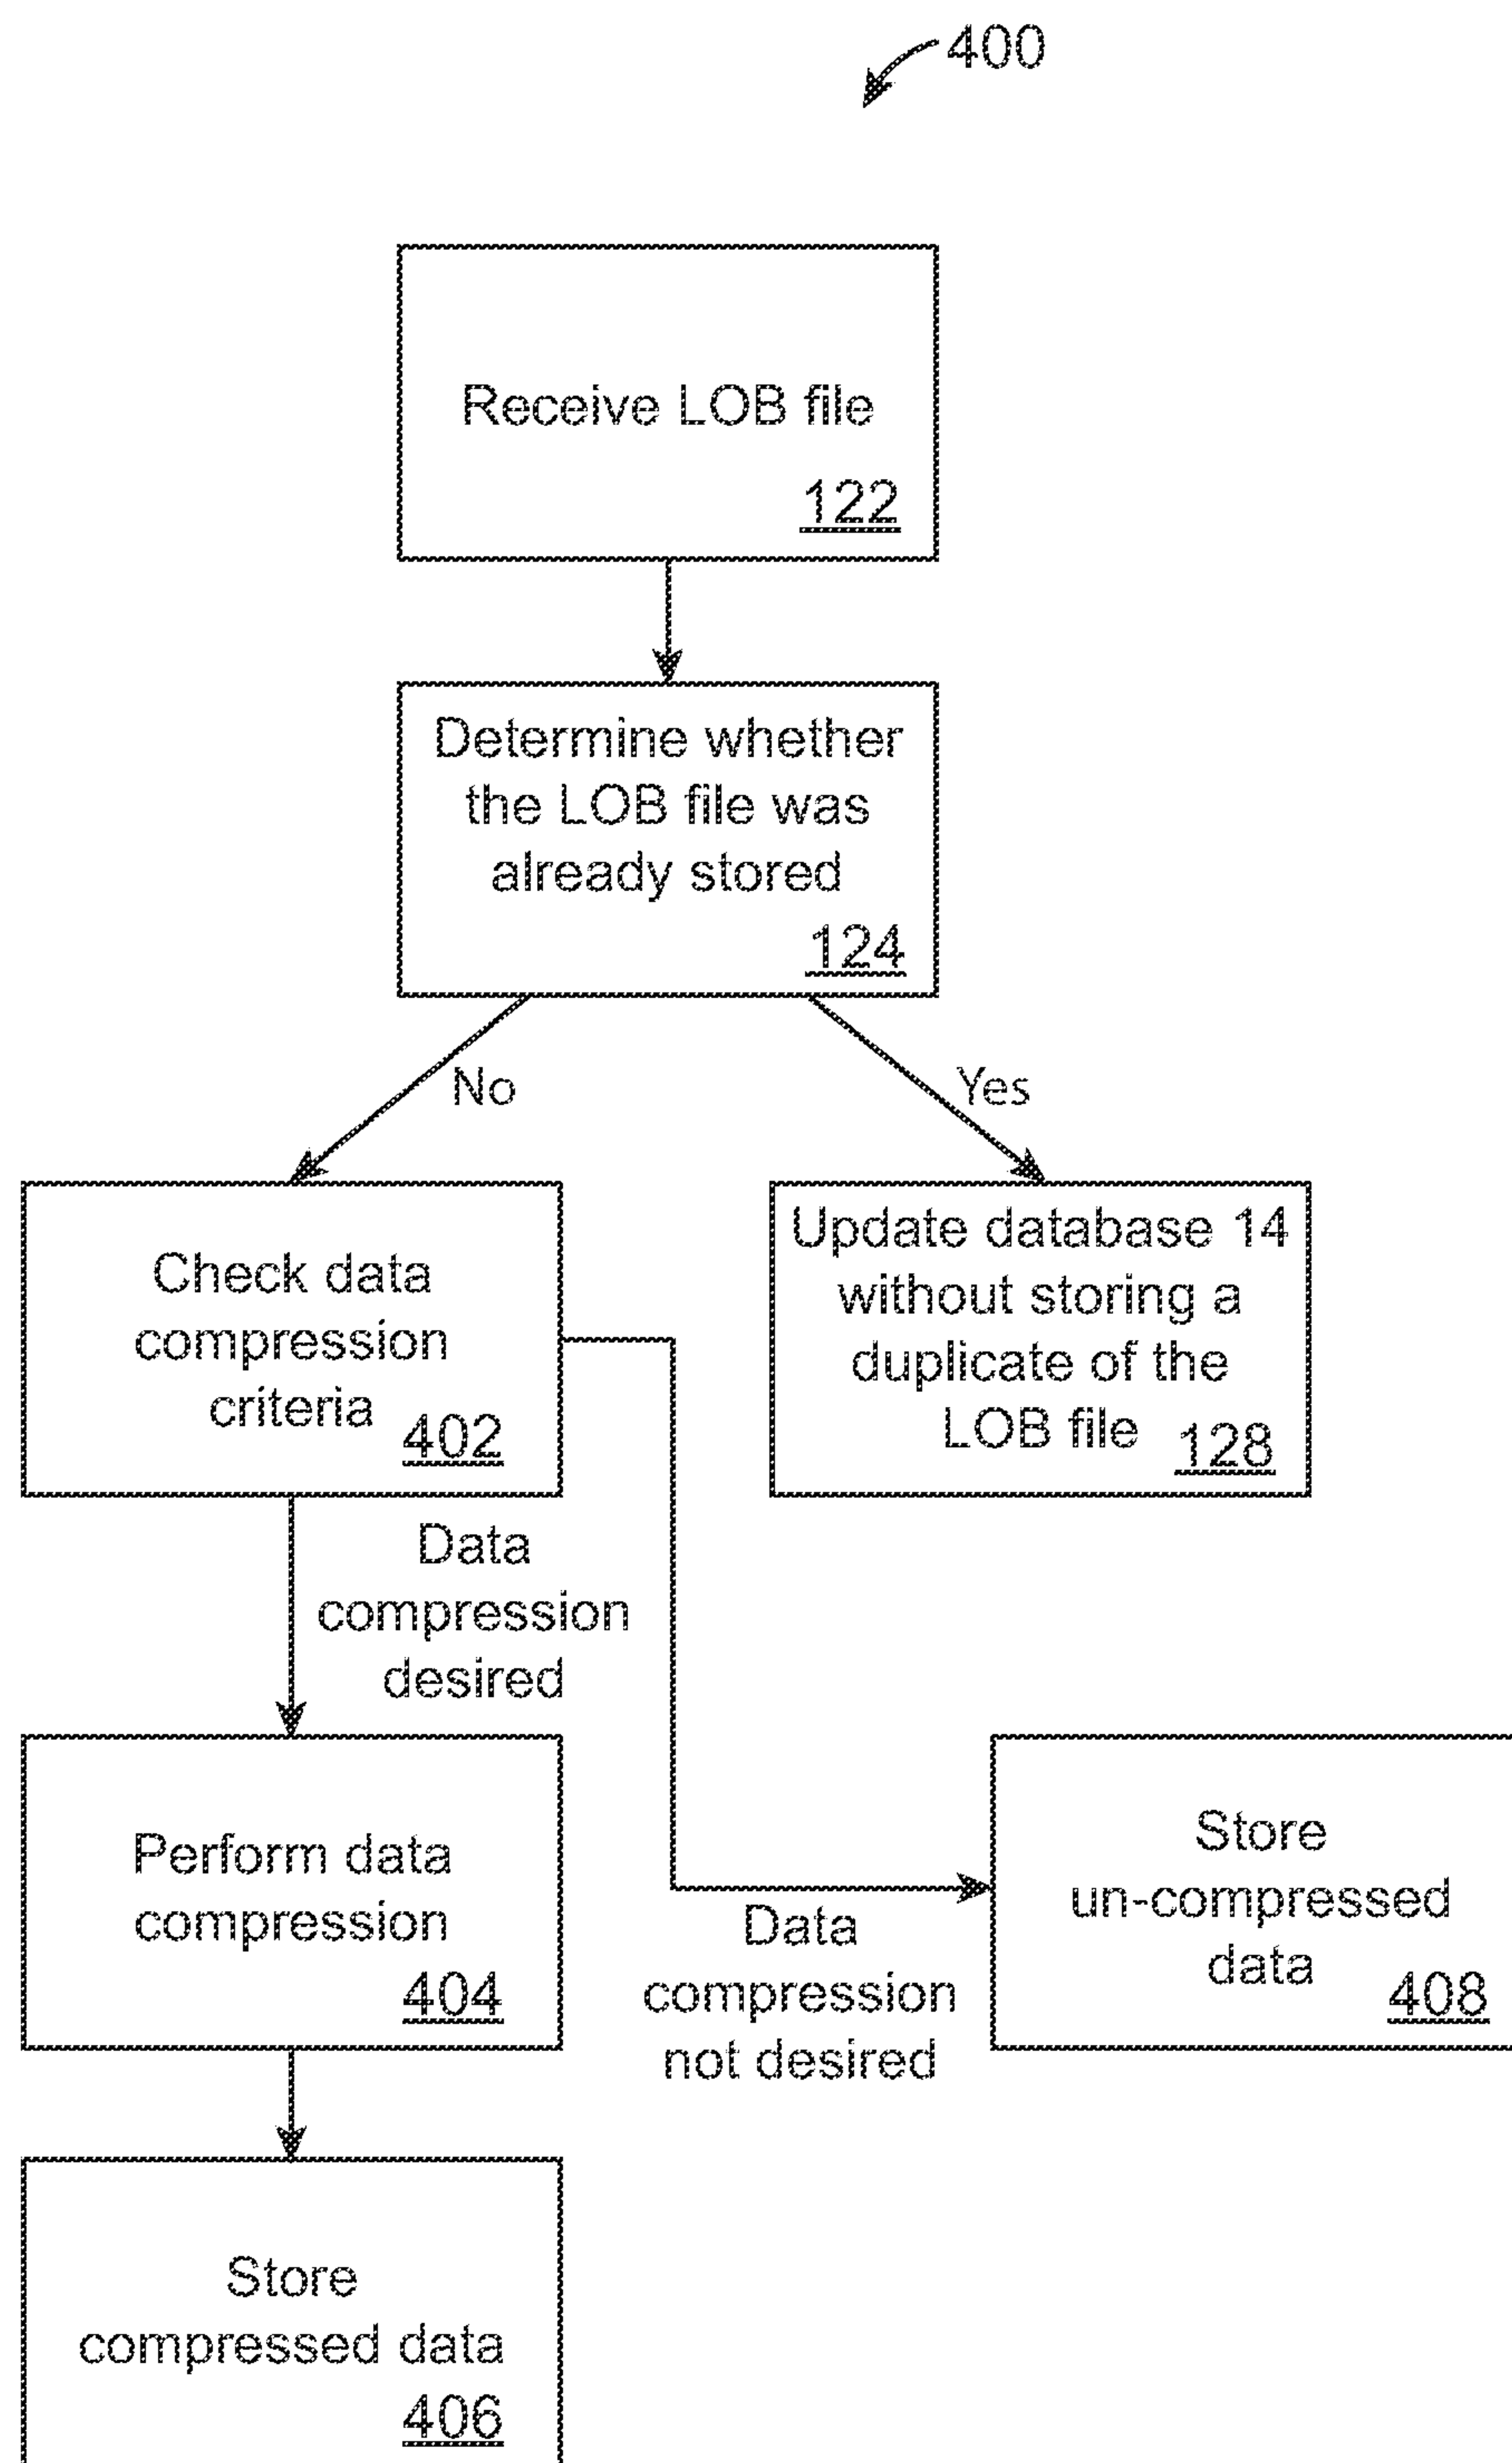 400
Receive LOB file
122
Determine whether
the LOB file was
already stored
124
No
Yes
Check data
compression
criteria
402
Update database 14
without storing a
duplicate of the
LOB file
128
Data
compression
desired
Perform data
compression
404
Data
compression
not desired
Store
un-compressed
data
408
Store
compressed data
406